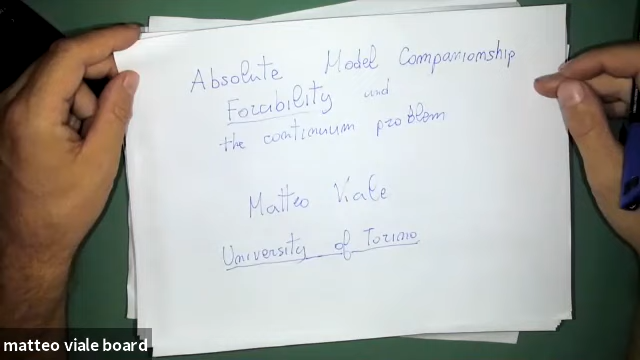 Absolute Model Companionship
Forcibility and
the continuum problem
Matteo Viale
University of Torino
matteo viale board